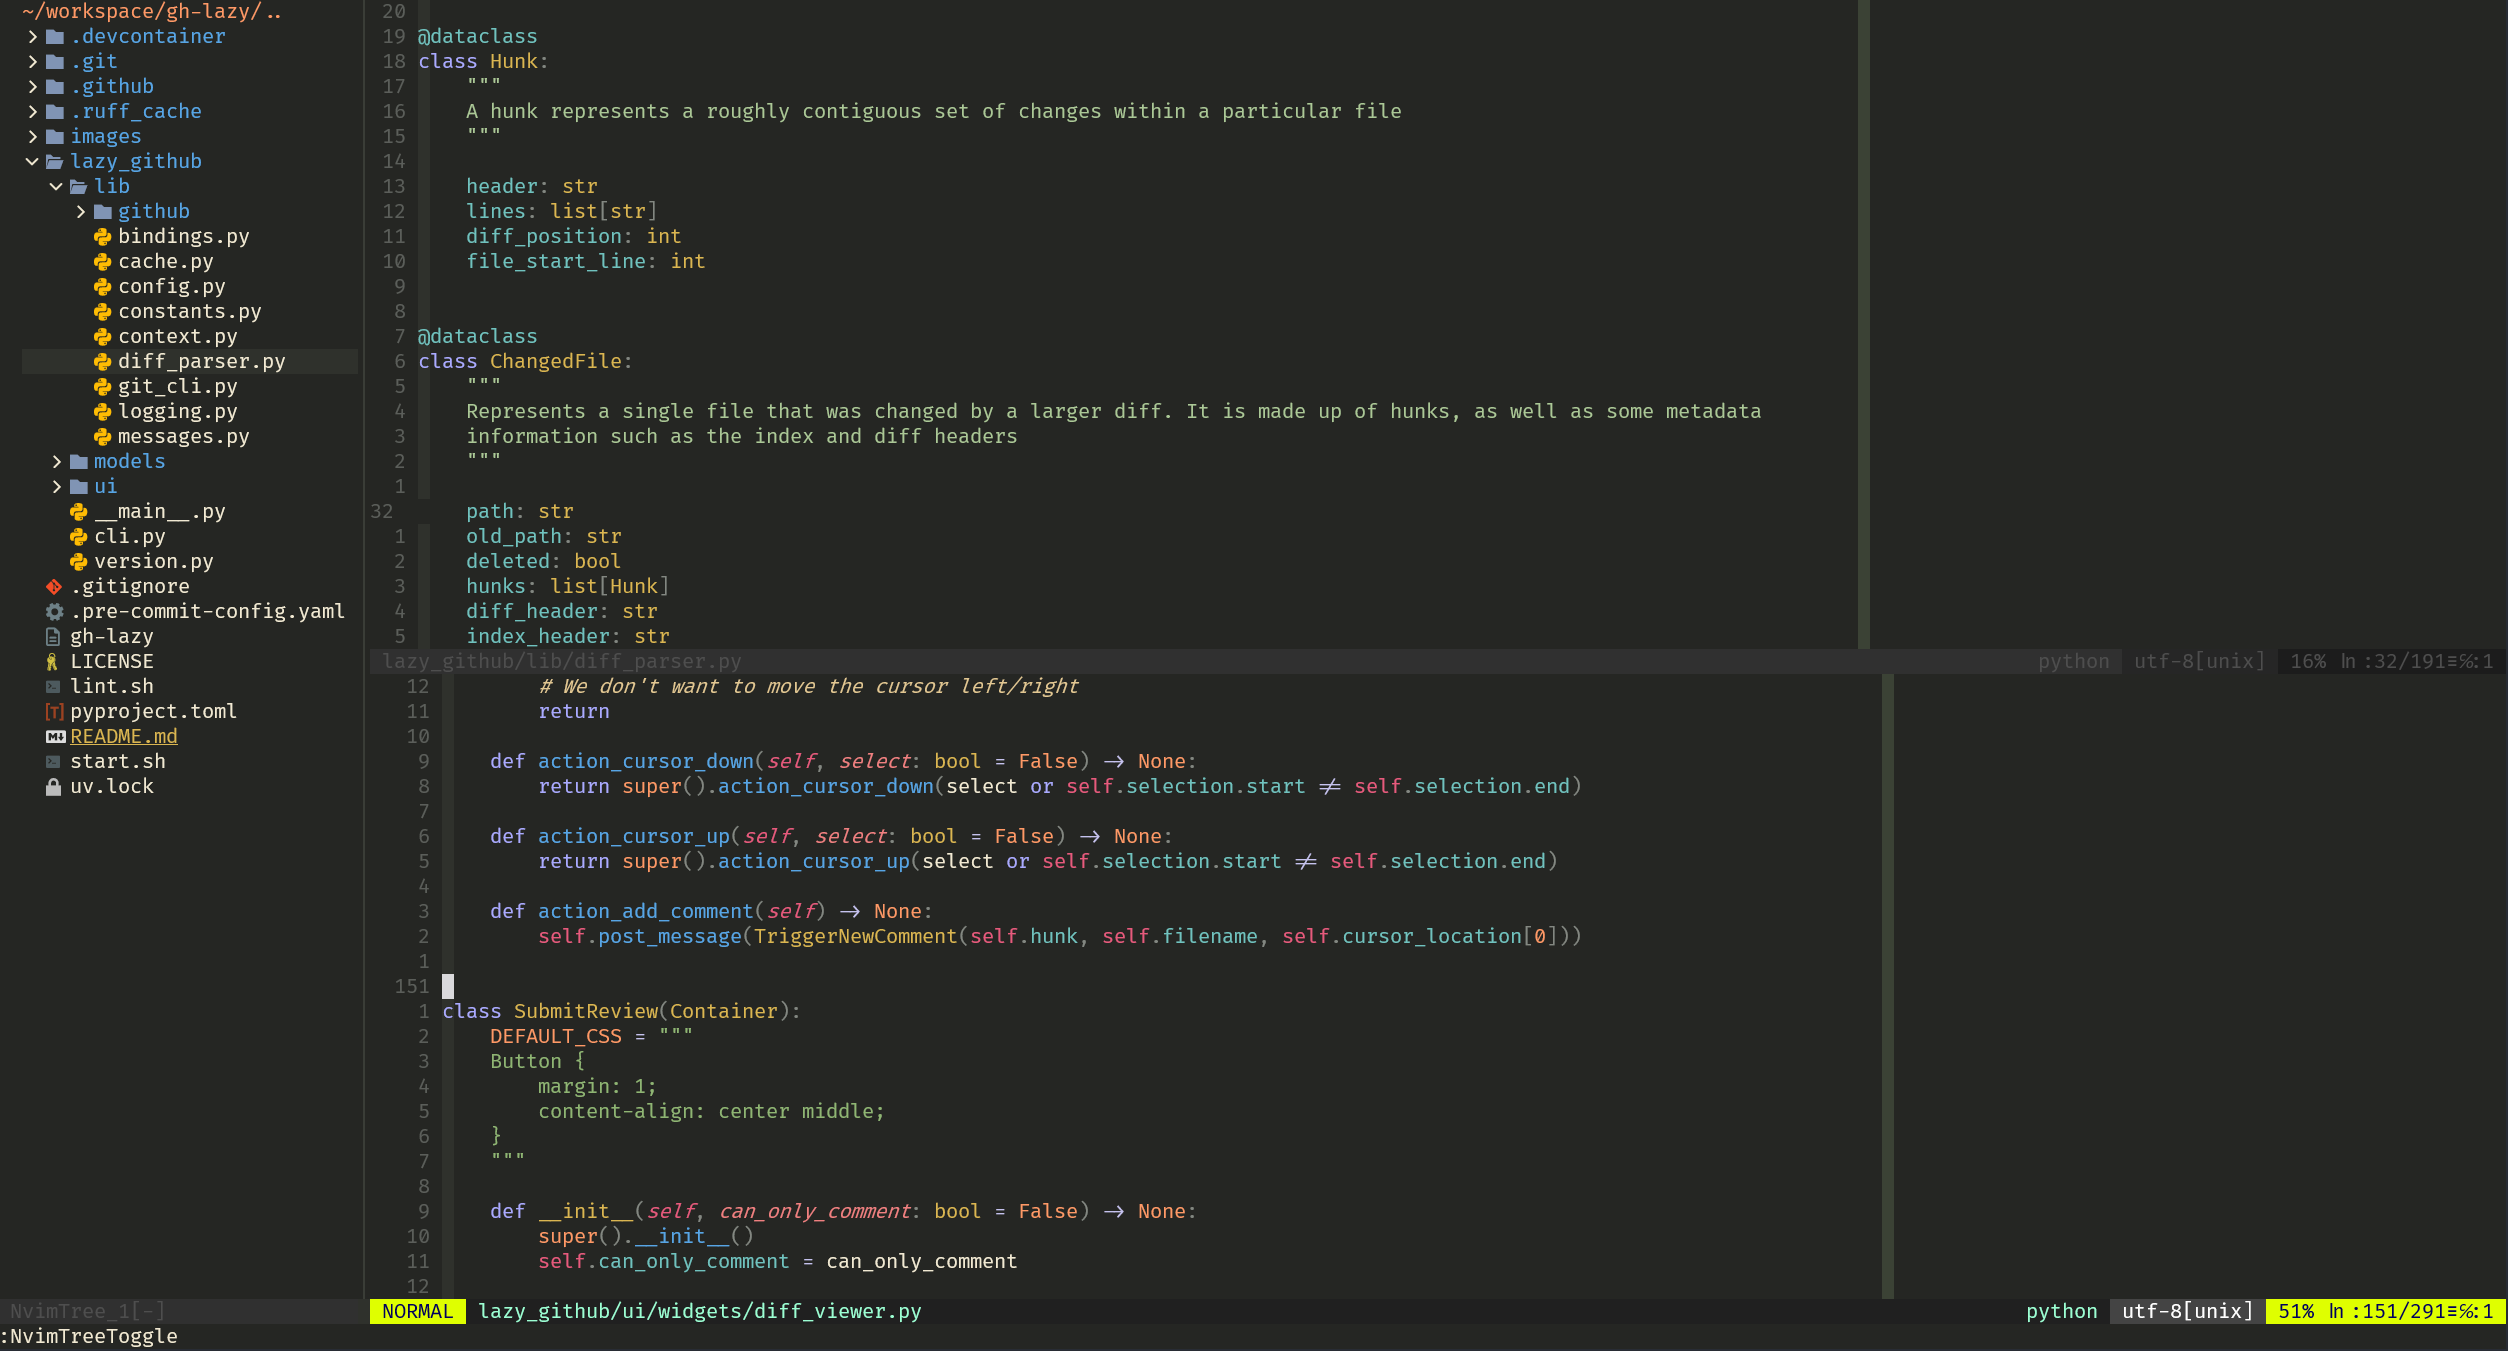 ~/workspace/gh-lazy/..
.devcontainer
.git
.github
.ruff_cache
images
lazy_github
lib
github
bindings.py
cache.py
config.py
constants.py
context.py
diff_parser.py
git_cli.py
logging.py
messages.py
models
ui
__main__.py
cli.py
version.py
.gitignore
.pre-commit-config.yaml
gh-lazy
LICENSE
lint.sh
pyproject.toml
README.md
start.sh
uv.lock
NvimTree_1[-]
20
19 @dataclass
18 class Hunk:
17     """
16     A hunk represents a roughly contiguous set of changes within a particular file
15     """
14
13     header: str
12     lines: list[str]
11     diff_position: int
10     file_start_line: int
9
8
7 @dataclass
6 class ChangedFile:
5     """
4     Represents a single file that was changed by a larger diff. It is made up of hunks, as well as some metadata
3     information such as the index and diff headers
2     """
1
32     path: str
1     old_path: str
2     deleted: bool
3     hunks: list[Hunk]
4     diff_header: str
5     index_header: str
lazy_github/lib/diff_parser.py python utf-8[unix] 16% ln :32/191≡%:1
12         # We don't want to move the cursor left/right
11         return
10
9     def action_cursor_down(self, select: bool = False) -> None:
8         return super().action_cursor_down(select or self.selection.start != self.selection.end)
7
6     def action_cursor_up(self, select: bool = False) -> None:
5         return super().action_cursor_up(select or self.selection.start != self.selection.end)
4
3     def action_add_comment(self) -> None:
2         self.post_message(TriggerNewComment(self.hunk, self.filename, self.cursor_location[0]))
1
151
1 class SubmitReview(Container):
2     DEFAULT_CSS = """
3     Button {
4         margin: 1;
5         content-align: center middle;
6     }
7     """
8
9     def __init__(self, can_only_comment: bool = False) -> None:
10         super().__init__()
11         self.can_only_comment = can_only_comment
12
NORMAL lazy_github/ui/widgets/diff_viewer.py python utf-8[unix] 51% ln :151/291≡%:1
:NvimTreeToggle